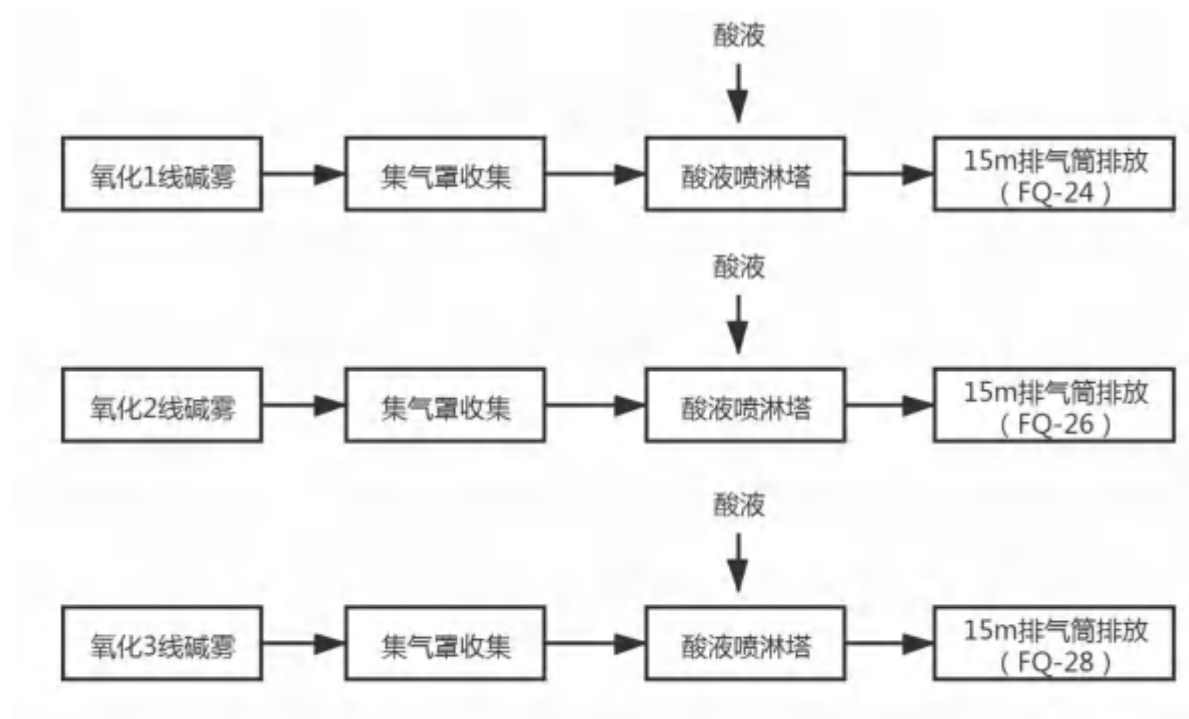 酸液
氧化1线碱雾
集气罩收集
酸液喷淋塔
15m排气筒排放
（FQ-24）
酸液
氧化2线碱雾
集气罩收集
酸液喷淋塔
15m排气筒排放
（FQ-26）
酸液
氧化3线碱雾
集气罩收集
酸液喷淋塔
15m排气筒排放
（FQ-28）